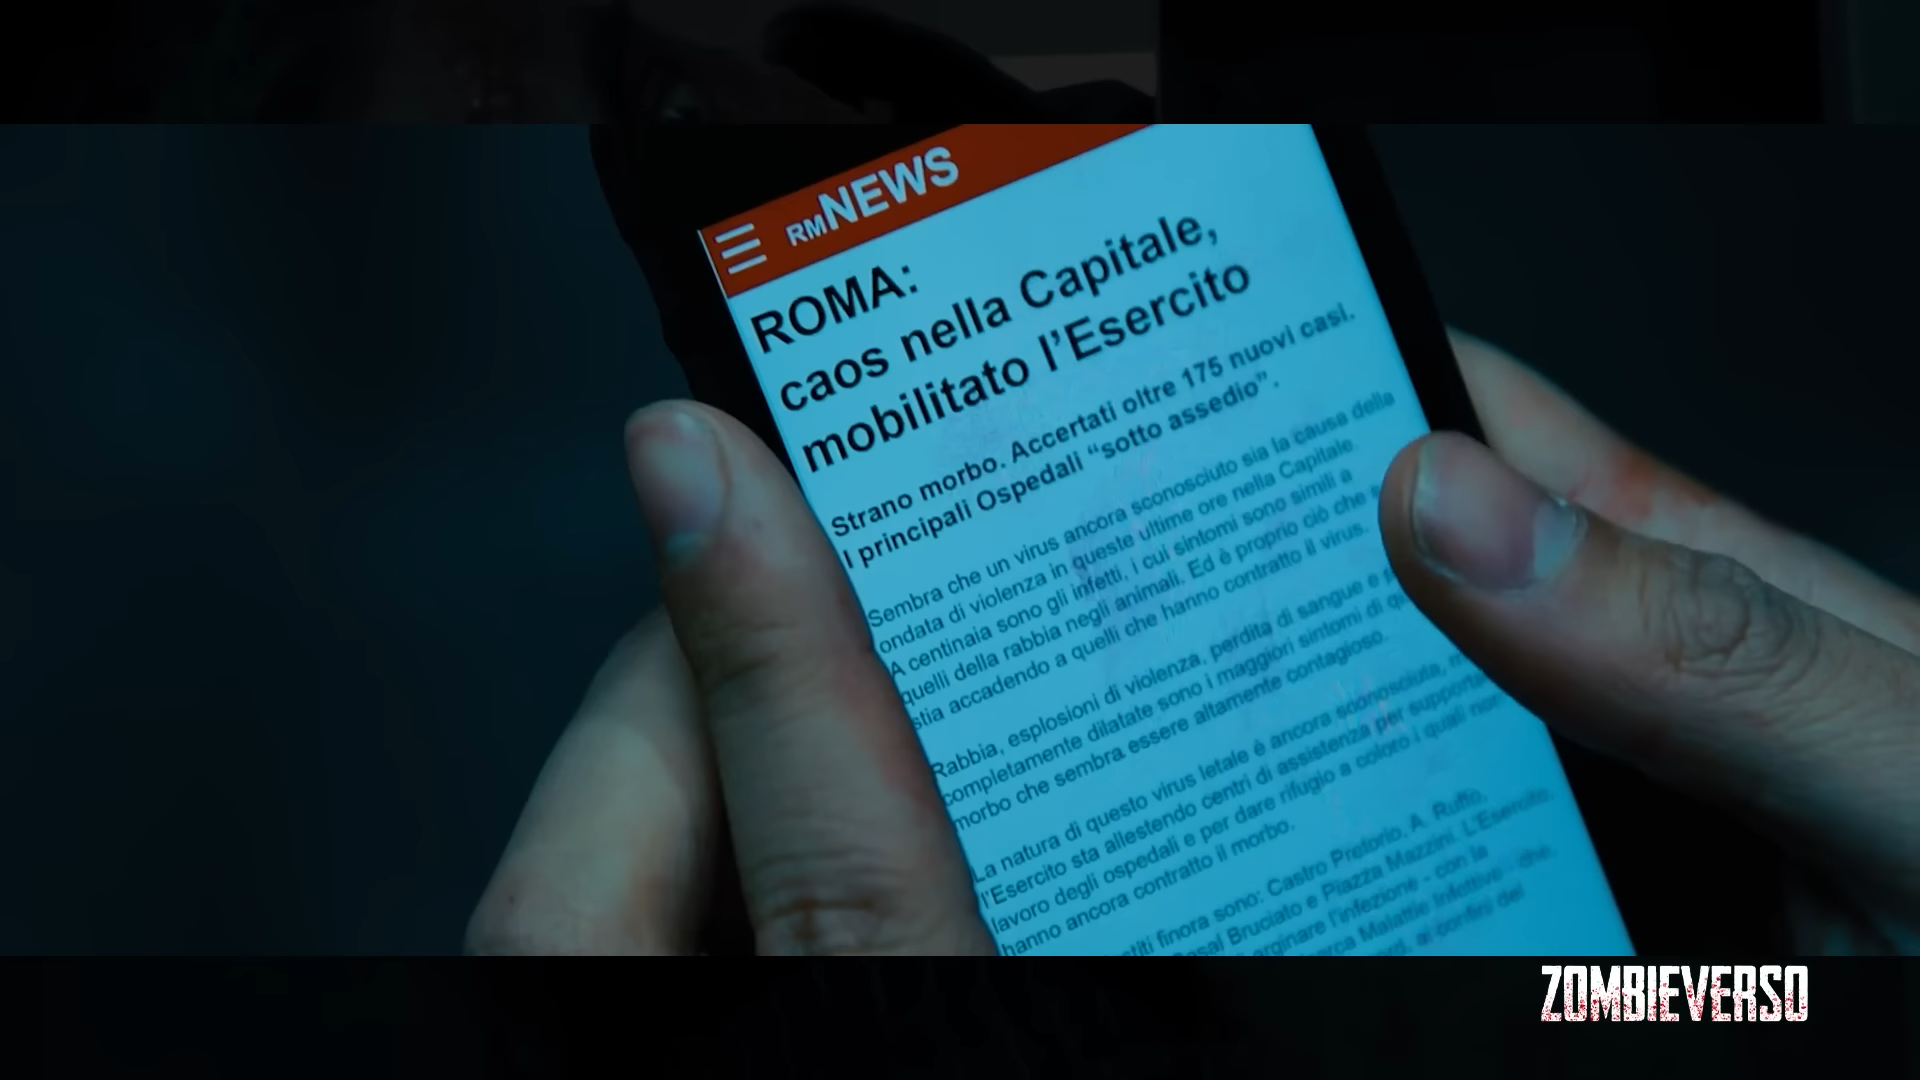 RMNEWS
ROMA:
caos nella Capitale,
mobilitato l'Esercito
Strano morbo. Accertati oltre 175 nuovi casi.
I principali Ospedali “sotto assedio”.
Sembra che un virus ancora sconosciuto sia la causa della
ondata di violenza in queste ultime ore nella Capitale.
A centinaia sono gli infetti, i cui sintomi sono simili a
quelli della rabbia negli animali. Ed è proprio ciò che
stia accadendo a quelli che hanno contratto il virus.
Rabbia, esplosioni di violenza, perdita di sangue e
completamente dilatate sono i maggiori sintomi di
morbo che sembra essere altamente contagioso.
La natura di questo virus letale è ancora sconosciuta,
l'Esercito sta allestendo centri di assistenza per
lavoro degli ospedali e per dare rifugio a coloro i quali non
hanno ancora contratto il morbo.
finora sono: Castro Pretorio, A. Ruffo,
Bruciato e Piazza Mazzini. L'Esercito,
arginare l'infezione - con la
Malattie Infettive - che,
ai confini del
ZOMBIEVERSO